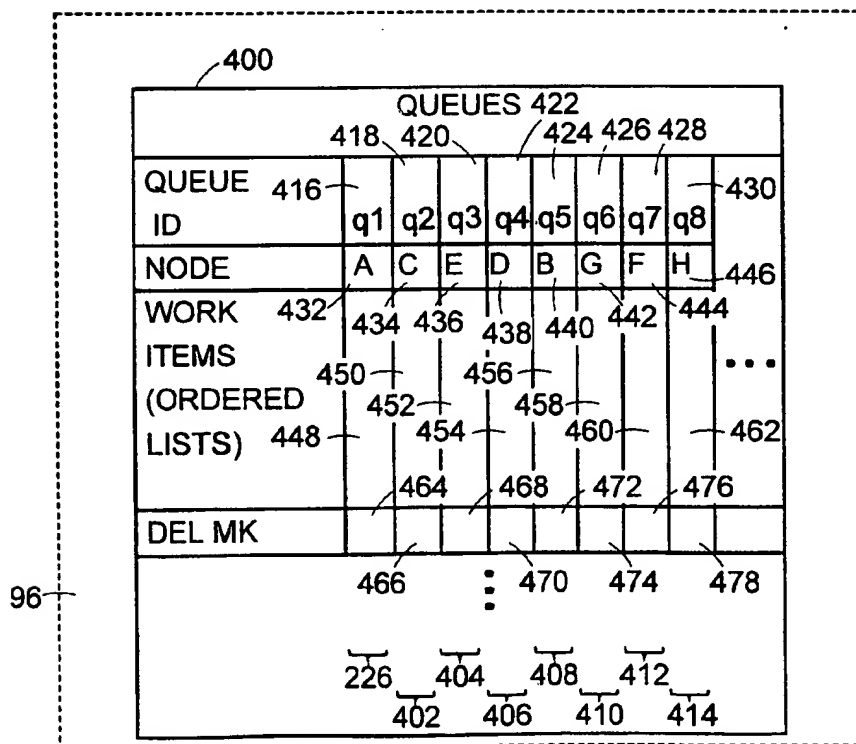 400
QUEUES 422
418 420 424 426 428
QUEUE 416 430
ID q1 q2 q3 q4 q5 q6 q7 q8
NODE A C E D B G F H 446
WORK 432 434 436 438 440 442 444
ITEMS 450 456
(ORDERED 452 458
LISTS) 448 454 460 462
464 468 472 476
DEL MK
96 466 470 474 478
226 404 408 412
402 406 410 414